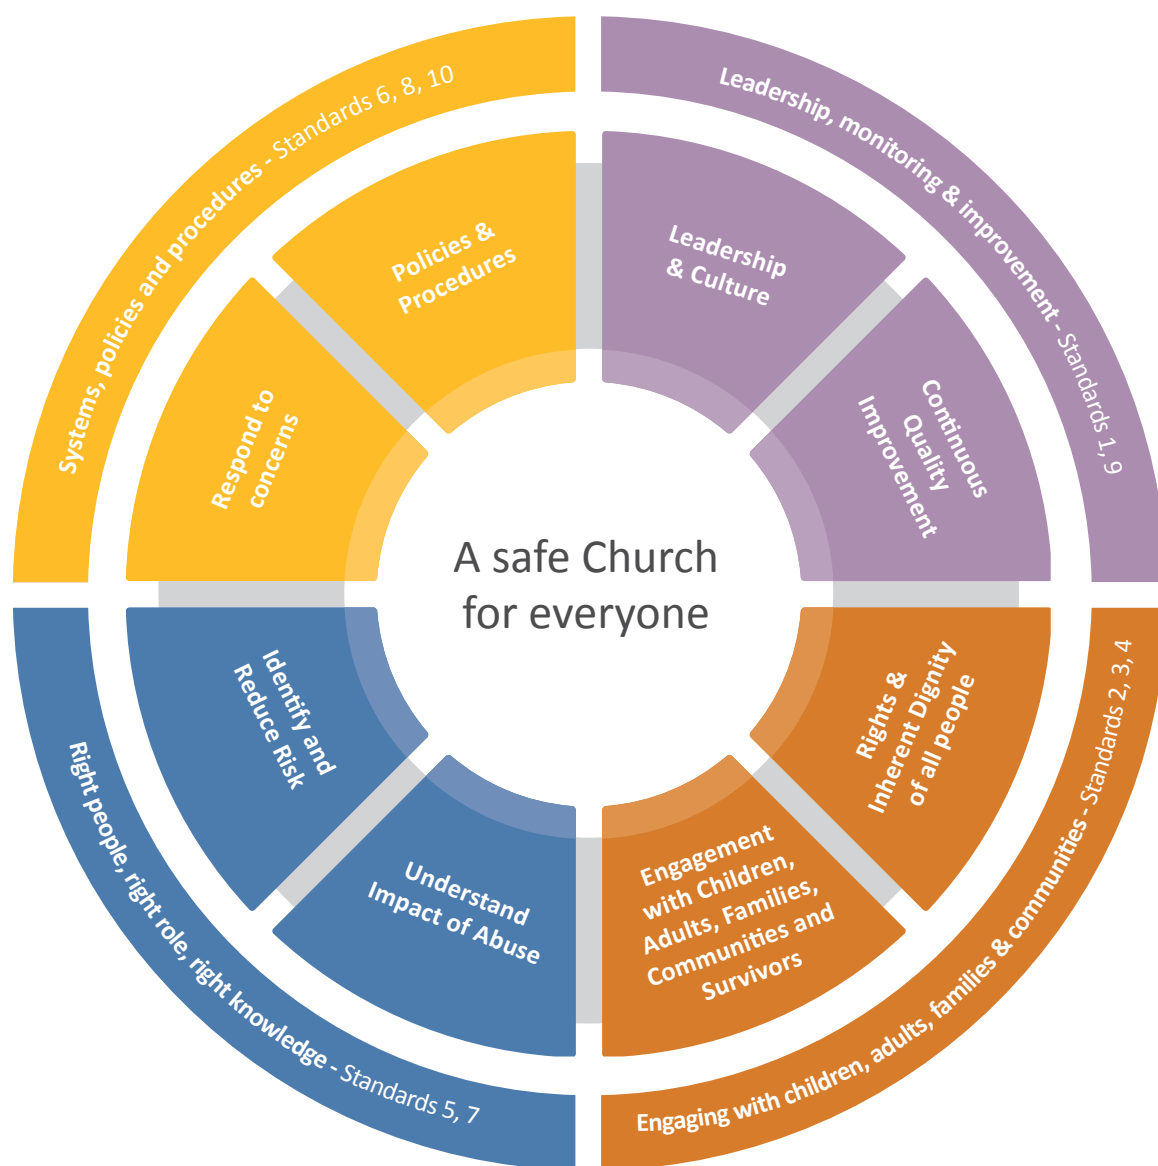 Systems, policies and procedures - Standards 6, 8, 10
Leadership, monitoring & improvement - Standards 1, 9
Policies &
Procedures
Leadership
& Culture
Respond to
concerns
Continuous
Quality
Improvement
A safe Church
for everyone
Identify and
Reduce Risk
Rights &
Inherent Dignity
of all people
Understand
Impact of Abuse
Engagement
with Children,
Adults, Families,
Communities and
Survivors
Right people, right role, right knowledge - Standards 5, 7
Engaging with children, adults, families & communities - Standards 2, 3, 4